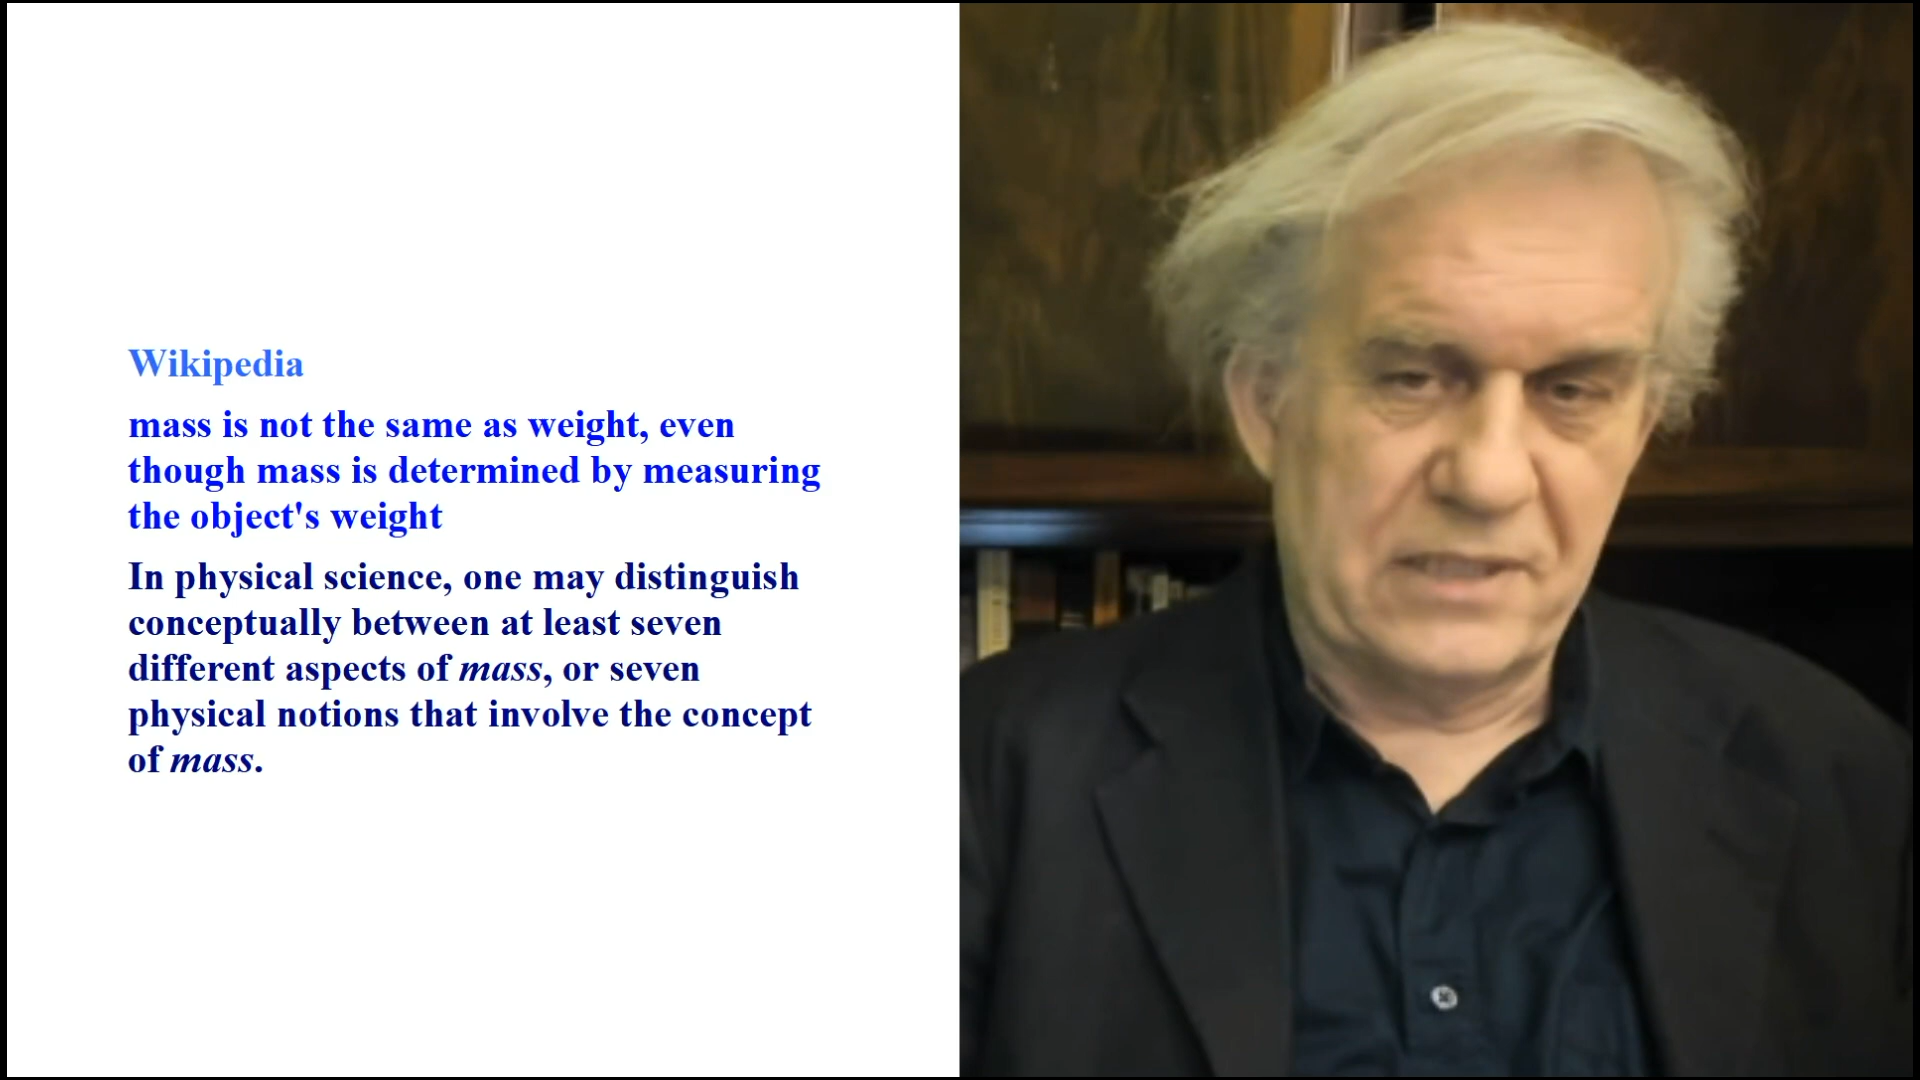 Wikipedia
mass is not the same as weight, even
though mass is determined by measuring
the object's weight
In physical science, one may distinguish
conceptually between at least seven
different aspects of mass, or seven
physical notions that involve the concept
of mass.